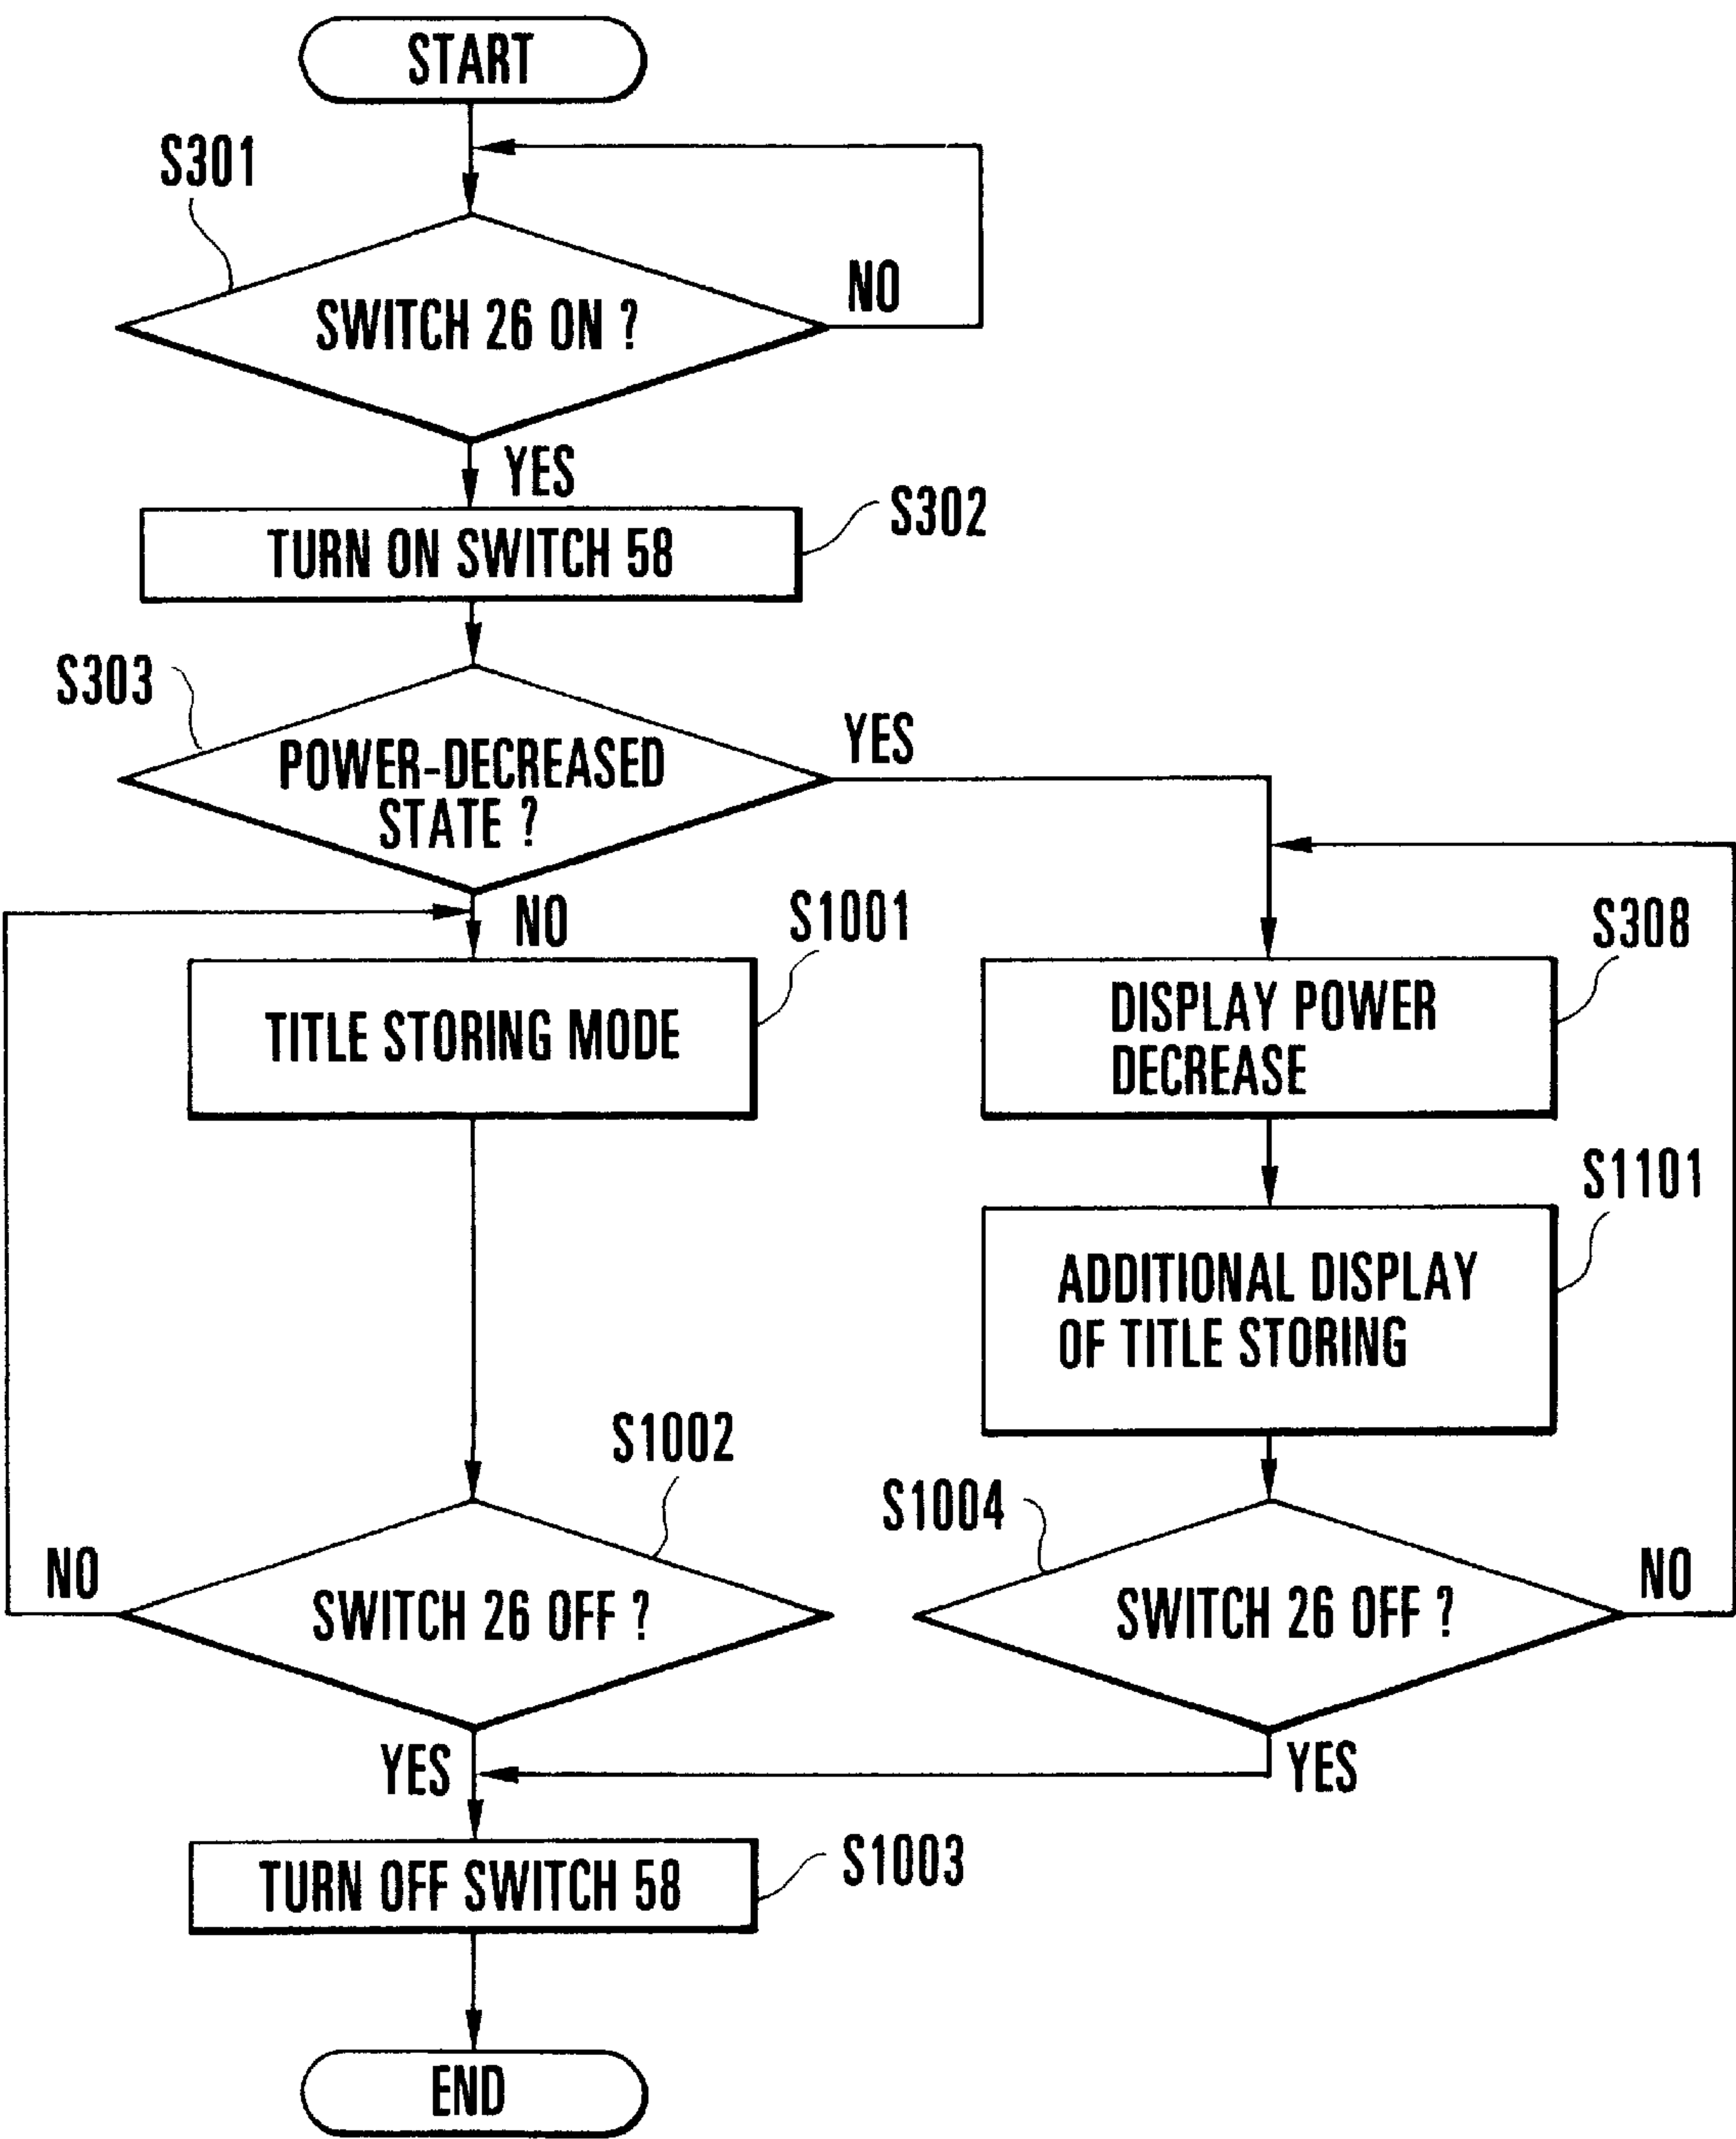 START
S301
SWITCH 26 ON ?
NO
YES
S302
TURN ON SWITCH 58
S303
POWER-DECREASED
STATE ?
YES
NO
S1001
TITLE STORING MODE
S308
DISPLAY POWER
DECREASE
S1101
ADDITIONAL DISPLAY
OF TITLE STORING
S1002
SWITCH 26 OFF ?
NO
YES
S1004
SWITCH 26 OFF ?
NO
YES
S1003
TURN OFF SWITCH 58
END